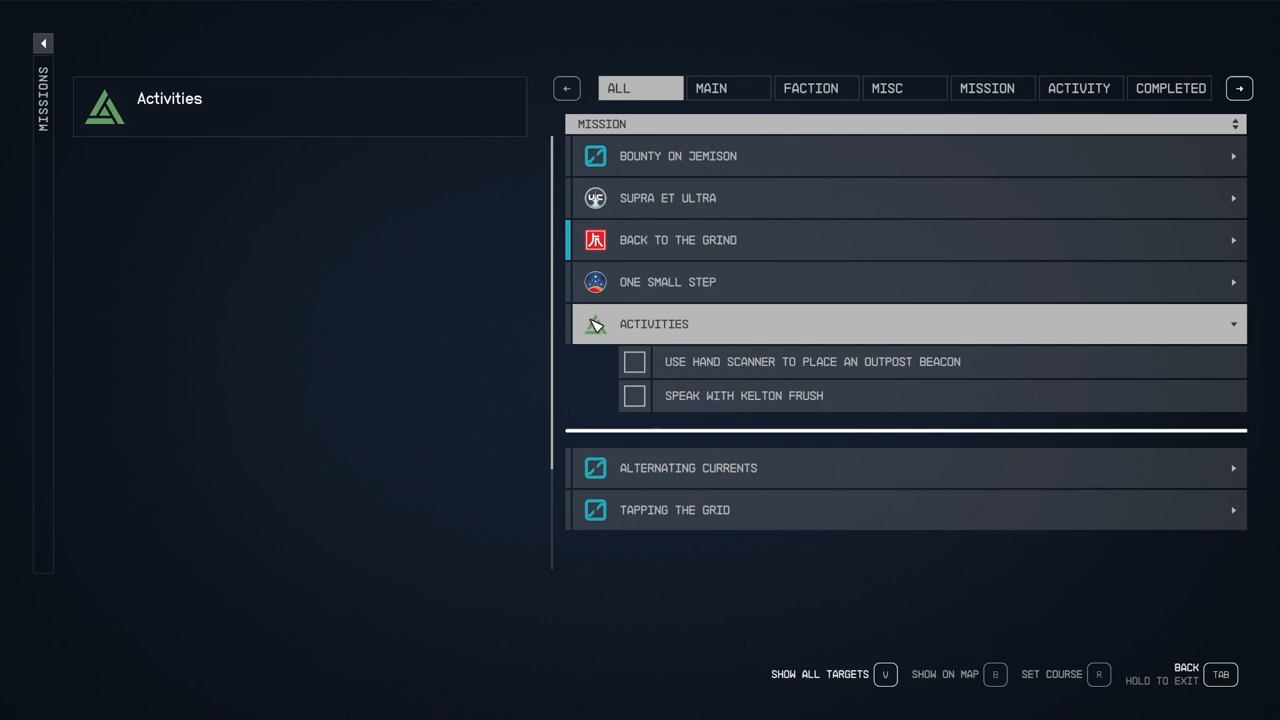 MISSIONS
Activities
ALL
MAIN
FACTION
MISC
MISSION
ACTIVITY
COMPLETED
MISSION
BOUNTY ON JEMISON
UC
SUPRA ET ULTRA
BACK TO THE GRIND
ONE SMALL STEP
ACTIVITIES
USE HAND SCANNER TO PLACE AN OUTPOST BEACON
SPEAK WITH KELTON FRUSH
ALTERNATING CURRENTS
TAPPING THE GRID
SHOW ALL TARGETS V
SHOW ON MAP B
SET COURSE R
BACK
HOLD TO EXIT
TAB